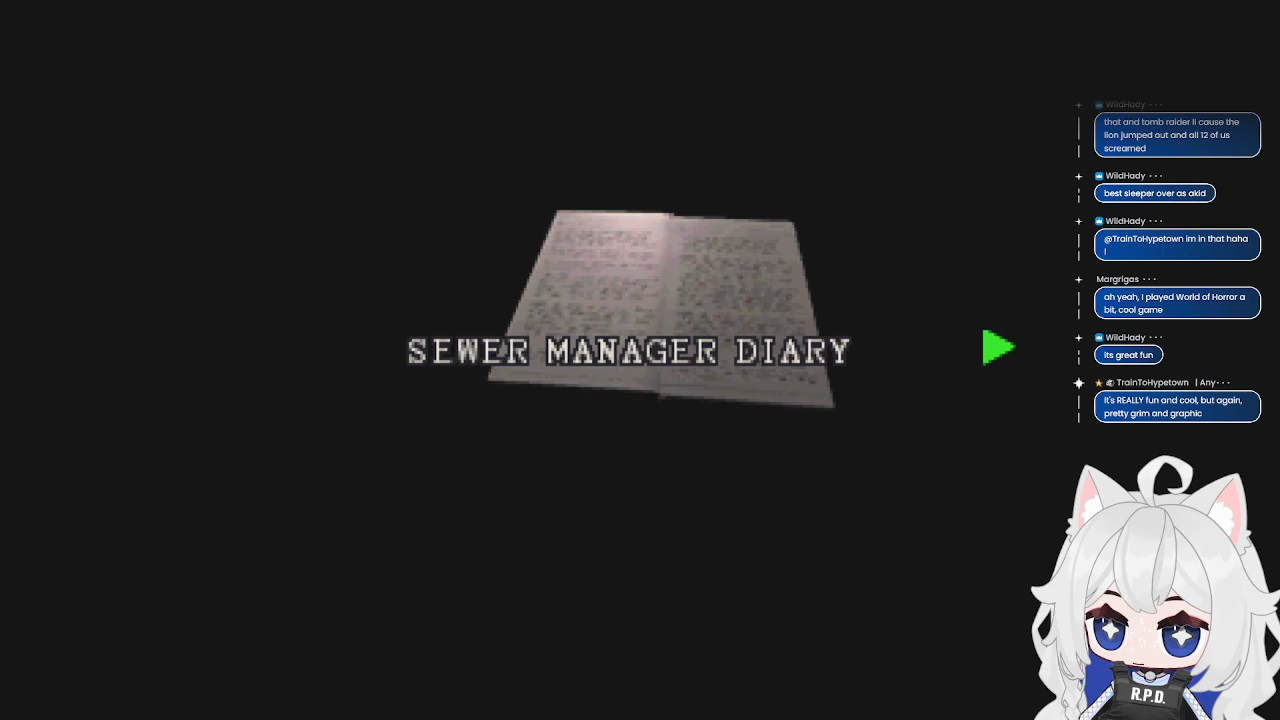 SEWER MANAGER DIARY
WildHady
that and tomb raider II cause the
lion jumped out and all 12 of us
screamed
WildHady
best sleeper over as akid
WildHady
@TrainToHypetown im in that haha
!
Margrigas
ah yeah, I played World of Horror a
bit, cool game
WildHady
its great fun
TrainToHypetown | Any
It's REALLY fun and cool, but again,
pretty grim and graphic
R.P.D.